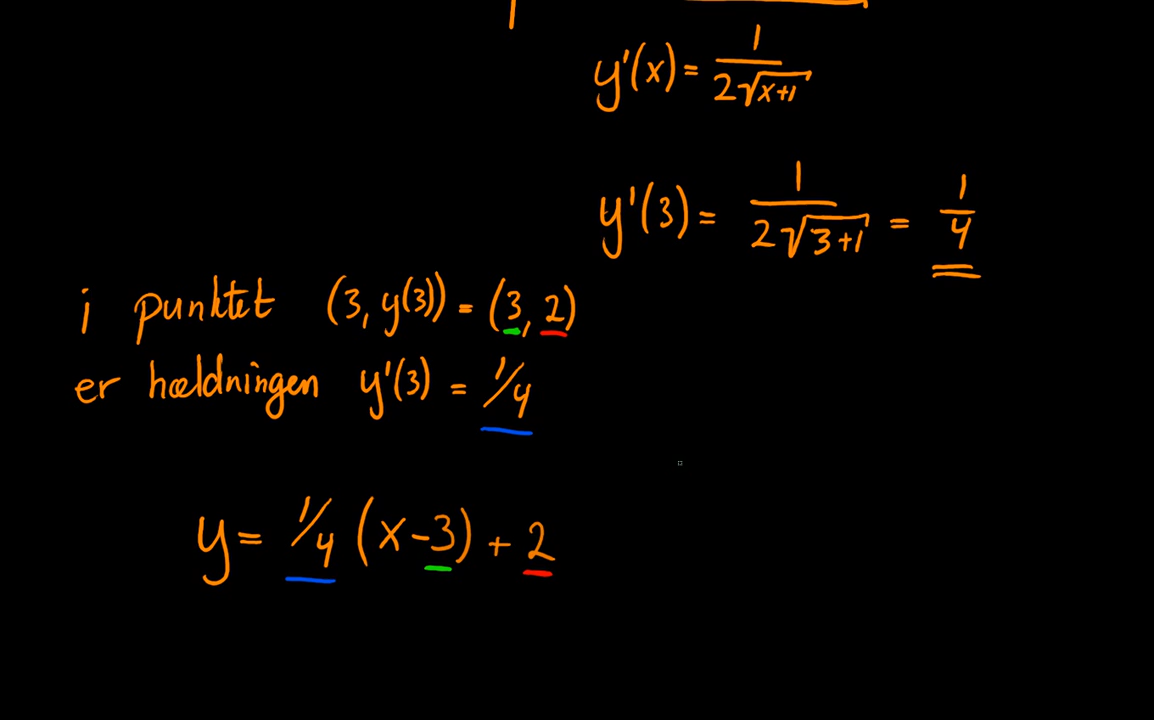 y'(x) = 1/(2√(x+1))
y'(3) = 1/(2√(3+1)) = 1/4
i punktet (3, y(3)) = (3, 2)
er hældningen y'(3) = 1/4
y = 1/4 (x-3) + 2